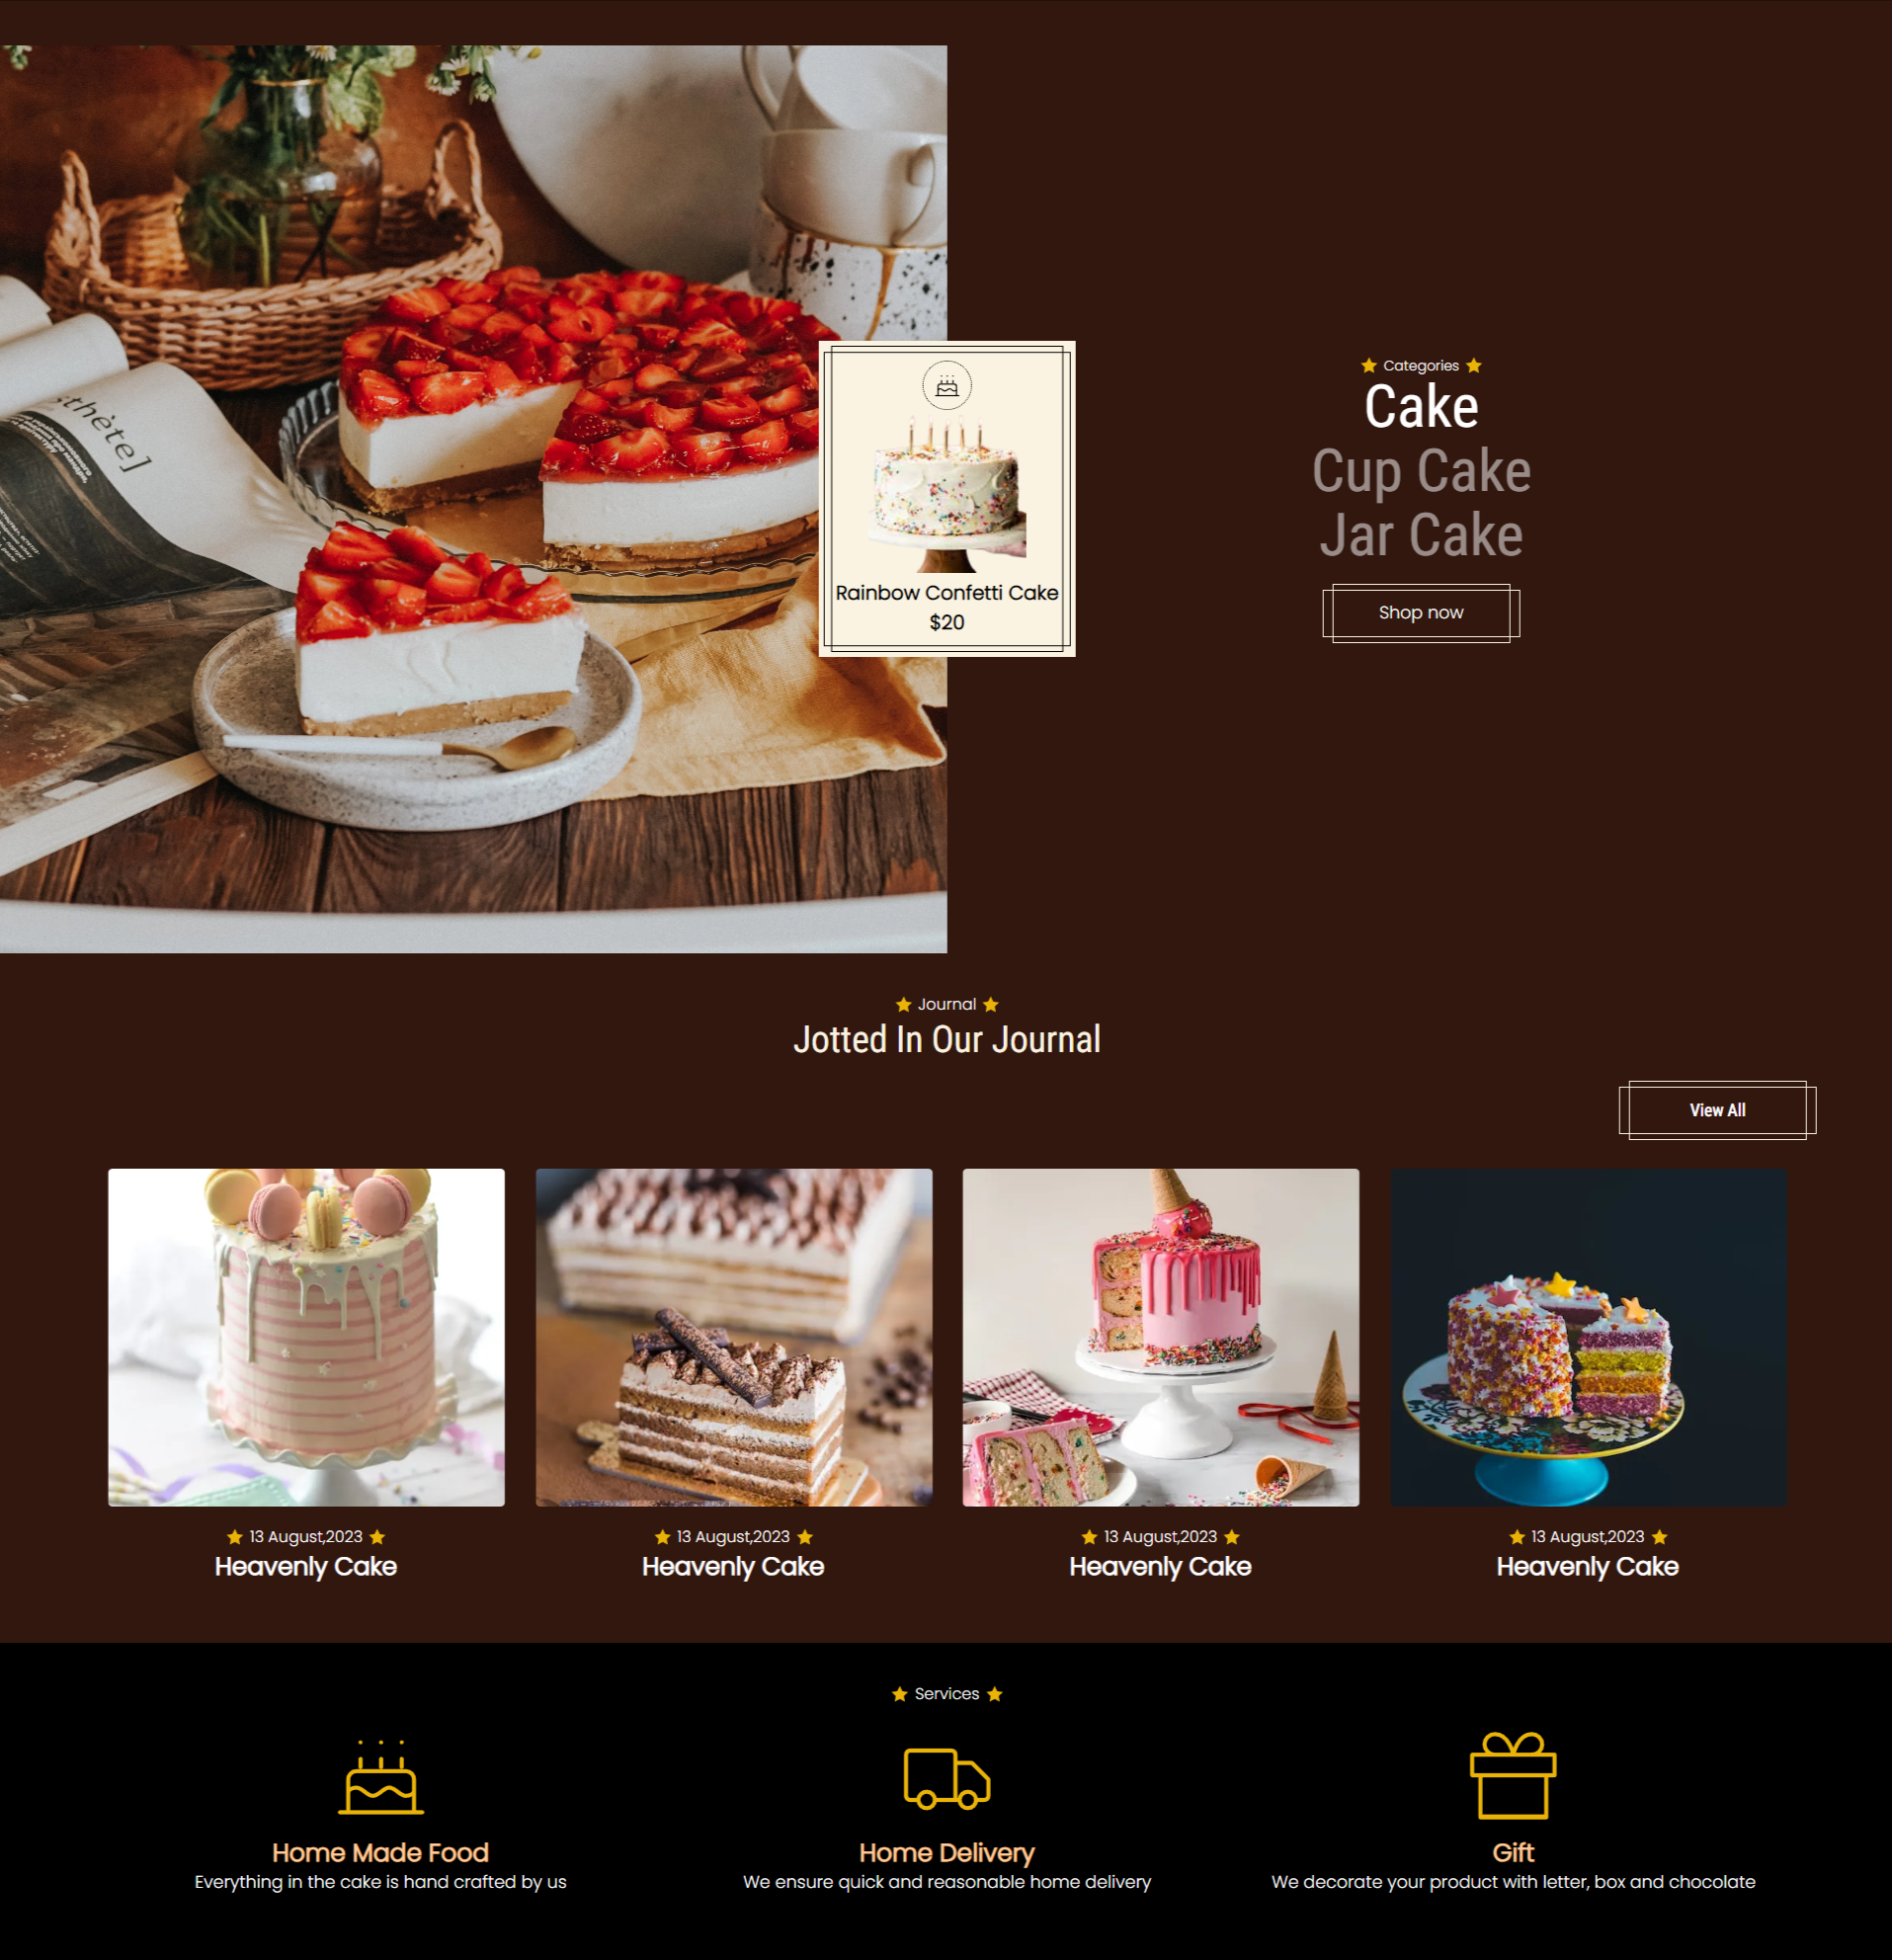 Rainbow Confetti Cake
$20
Categories
Cake
Cup Cake
Jar Cake
Shop now
Journal
Jotted In Our Journal
View All
13 August,2023
Heavenly Cake
13 August,2023
Heavenly Cake
13 August,2023
Heavenly Cake
13 August,2023
Heavenly Cake
Services
Home Made Food
Everything in the cake is hand crafted by us
Home Delivery
We ensure quick and reasonable home delivery
Gift
We decorate your product with letter, box and chocolate